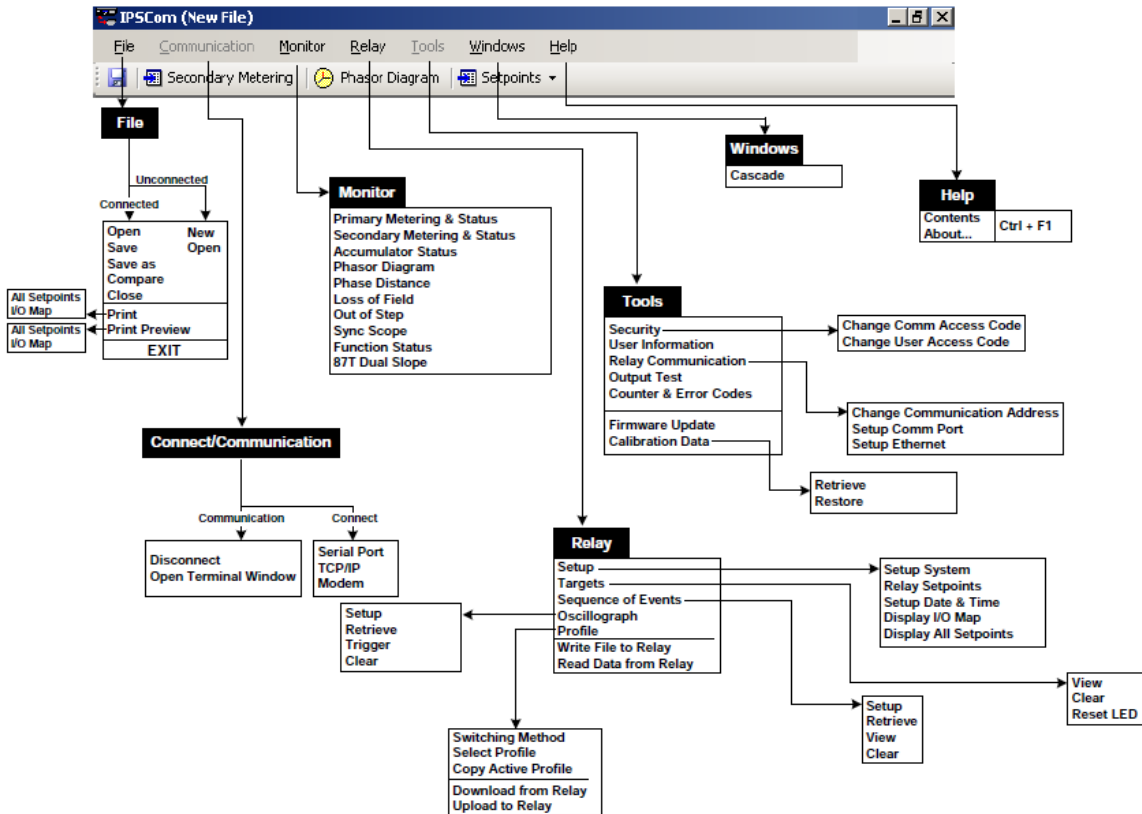 IPSCom (New File)
File Communication Monitor Relay Tools Windows Help
Secondary Metering Phasor Diagram Setpoints
File
Unconnected
Connected
Open New
Save Open
Save as
Compare
Close
Print
Print Preview
EXIT
All Setpoints
I/O Map
All Setpoints
I/O Map
Monitor
Primary Metering & Status
Secondary Metering & Status
Accumulator Status
Phasor Diagram
Phase Distance
Loss of Field
Out of Step
Sync Scope
Function Status
87T Dual Slope
Windows
Cascade
Help
Contents
About...
Ctrl + F1
Tools
Security
User Information
Relay Communication
Output Test
Counter & Error Codes
Firmware Update
Calibration Data
Change Comm Access Code
Change User Access Code
Change Communication Address
Setup Comm Port
Setup Ethernet
Retrieve
Restore
Connect/Communication
Communication
Connect
Disconnect
Open Terminal Window
Serial Port
TCP/IP
Modem
Relay
Setup
Targets
Sequence of Events
Oscillograph
Profile
Write File to Relay
Read Data from Relay
Setup
Retrieve
Trigger
Clear
Setup System
Relay Setpoints
Setup Date & Time
Display I/O Map
Display All Setpoints
View
Clear
Reset LED
Setup
Retrieve
View
Clear
Switching Method
Select Profile
Copy Active Profile
Download from Relay
Upload to Relay